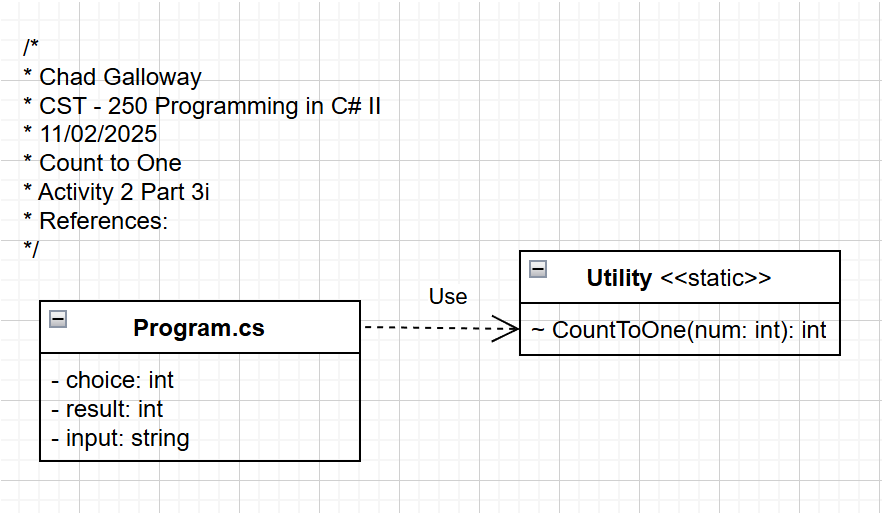 /*
* Chad Galloway
* CST - 250 Programming in C# II
* 11/02/2025
* Count to One
* Activity 2 Part 3i
* References:
*/
Use
Utility <<static>>
~ CountToOne(num: int): int
Program.cs
- choice: int
- result: int
- input: string